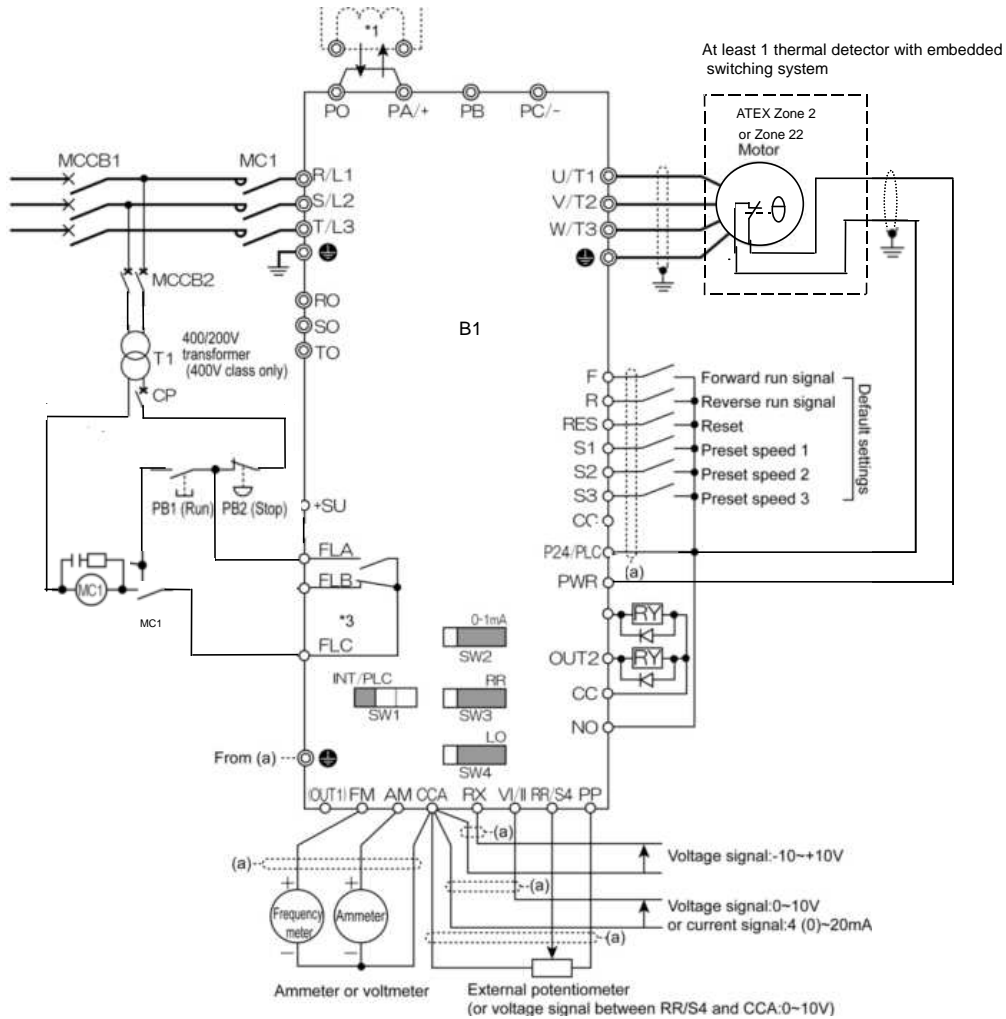 *1
At least 1 thermal detector with embedded
switching system
PO PA/+ PB PC/-
ATEX Zone 2
or Zone 22
Motor
MCCB1 MC1
R/L1
S/L2
T/L3
U/T1
V/T2
W/T3
MCCB2
RO
SO
TO
B1
T1
400/200V
transformer
(400V class only)
CP
F Forward run signal
R Reverse run signal
RES Reset
S1 Preset speed 1
S2 Preset speed 2
S3 Preset speed 3
Default settings
PB1 (Run) PB2 (Stop)
+SU
CC
FLA
P24/PLC
(a)
FLB
PWR
MC1
MC1
*3
FLC
0-1mA
SW2
RY
OUT2
RY
INT/PLC
SW1
RR
SW3
CC
NO
LO
SW4
From (a)
(OUT1) FM AM CCA RX VI/II RR/S4 PP
(a)
Voltage signal:-10~+10V
(a)
(a)
Voltage signal:0~10V
or current signal:4 (0)~20mA
(a)
+ +
Frequency
meter
Ammeter
− −
Ammeter or voltmeter
External potentiometer
(or voltage signal between RR/S4 and CCA:0~10V)